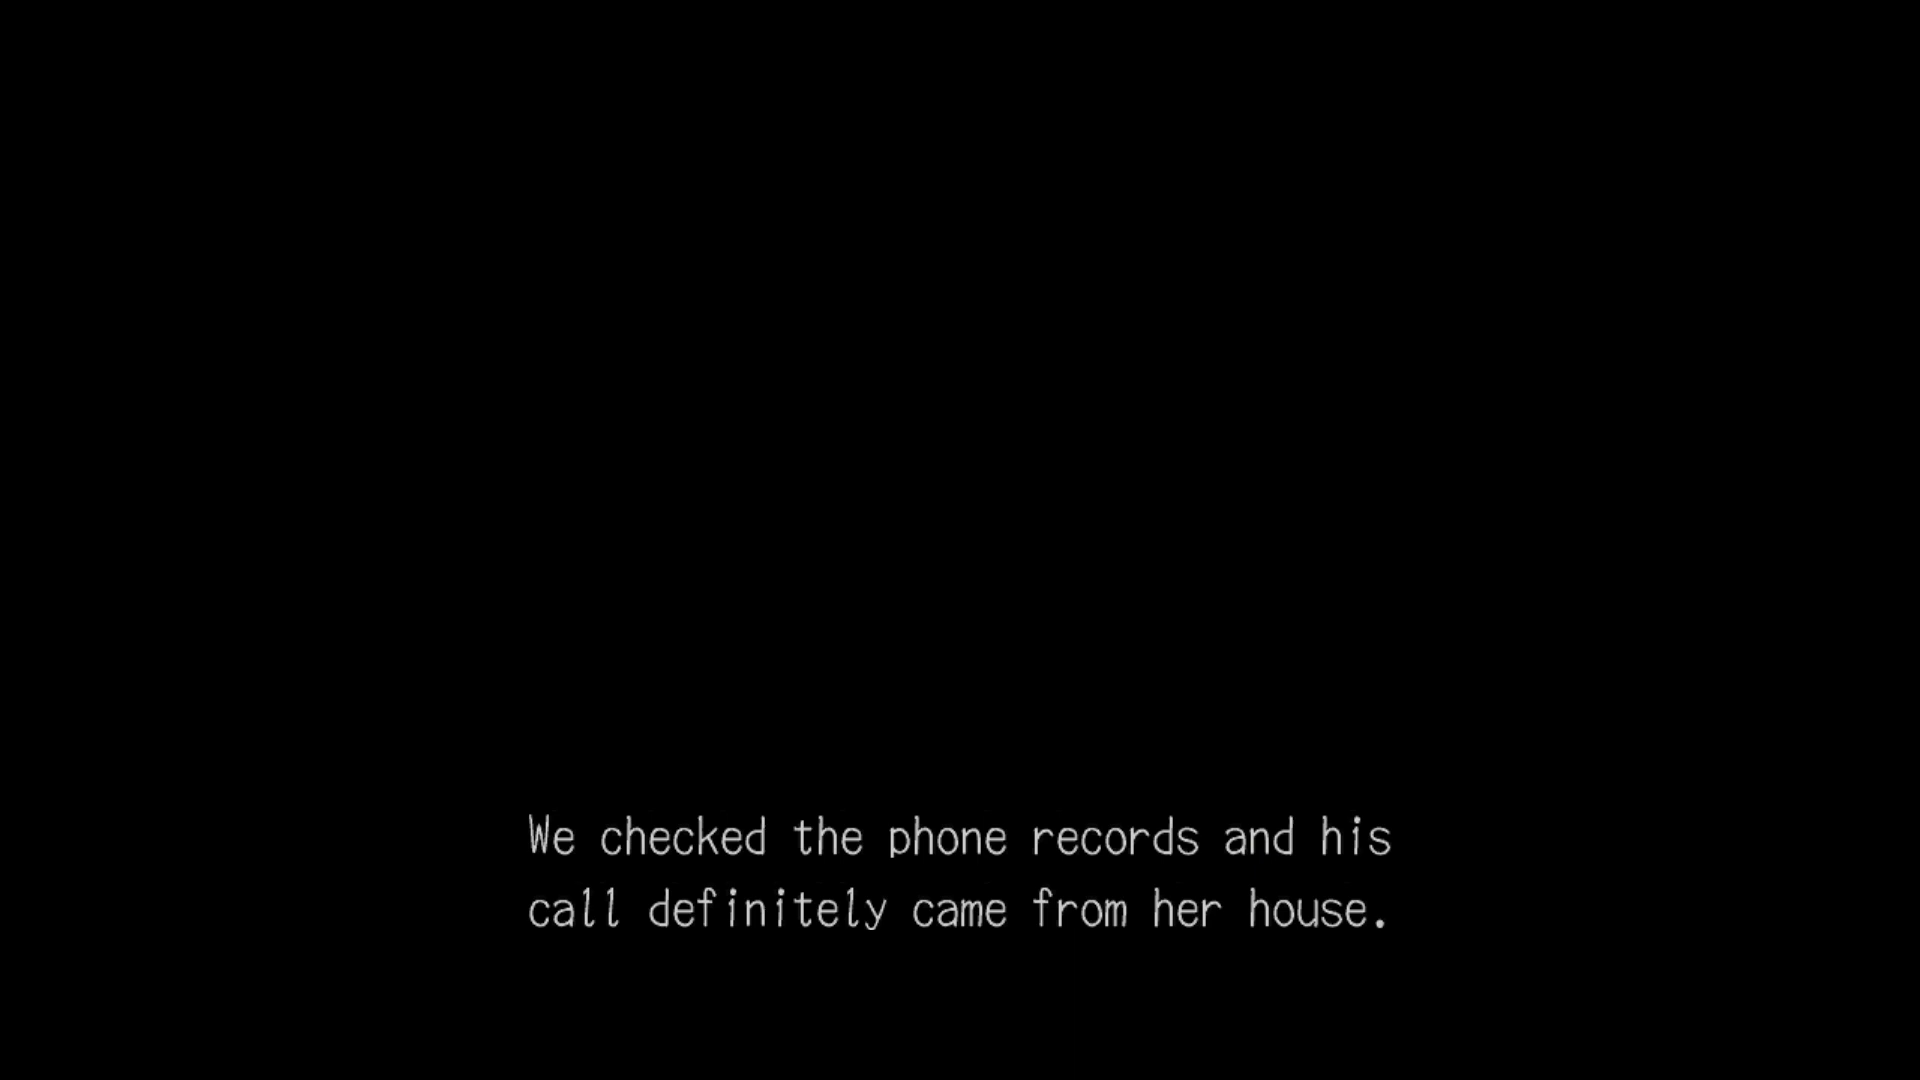 We checked the phone records and his
call definitely came from her house.